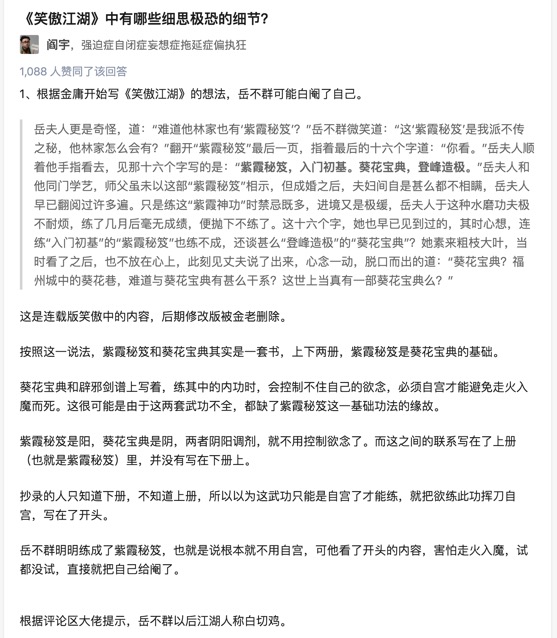 《笑傲江湖》中有哪些细思极恐的细节？
阎宇，强迫症自闭症妄想症拖延症偏执狂
1,088 人赞同了该回答
1、根据金庸开始写《笑傲江湖》的想法，岳不群可能白阉了自己。
岳夫人更是奇怪，道：“难道他林家也有‘紫霞秘笈’？”岳不群微笑道：“这‘紫霞秘笈’是我派不传
之秘，他林家怎么会有？”翻开”紫霞秘笈“最后一页，指着最后的十六个字道：“你看。”岳夫人顺
着他手指看去，见那十六个字写的是：“紫霞秘笈，入门初基。葵花宝典，登峰造极。”岳夫人和
他同门学艺，师父虽未以这部“紫霞秘笈”相示，但成婚之后，夫妇间自是甚么都不相瞒，岳夫人
早已翻阅过许多遍。只是练这“紫霞神功”时禁忌既多，进境又是极缓，岳夫人于这种水磨功夫极
不耐烦，练了几月后毫无成绩，便抛下不练了。这十六个字，她也早已见到过的，其时心想，连
练“入门初基”的“紫霞秘笈”也练不成，还谈甚么”登峰造极”的“葵花宝典”？她素来粗枝大叶，当
时看了之后，也不放在心上，此刻见丈夫说了出来，心念一动，脱口而出的道：“葵花宝典？福
州城中的葵花巷，难道与葵花宝典有甚么干系？这世上当真有一部葵花宝典么？”
这是连载版笑傲中的内容，后期修改版被金老删除。
按照这一说法，紫霞秘笈和葵花宝典其实是一套书，上下两册，紫霞秘笈是葵花宝典的基础。
葵花宝典和辟邪剑谱上写着，练其中的内功时，会控制不住自己的欲念，必须自宫才能避免走火入
魔而死。这很可能是由于这两套武功不全，都缺了紫霞秘笈这一基础功法的缘故。
紫霞秘笈是阳，葵花宝典是阴，两者阴阳调剂，就不用控制欲念了。而这之间的联系写在了上册
（也就是紫霞秘笈）里，并没有写在下册上。
抄录的人只知道下册，不知道上册，所以以为这武功只能是自宫了才能练，就把欲练此功挥刀自
宫，写在了开头。
岳不群明明练成了紫霞秘笈，也就是说根本就不用自宫，可他看了开头的内容，害怕走火入魔，试
都没试，直接就把自己给阉了。
根据评论区大佬提示，岳不群以后江湖人称白切鸡。